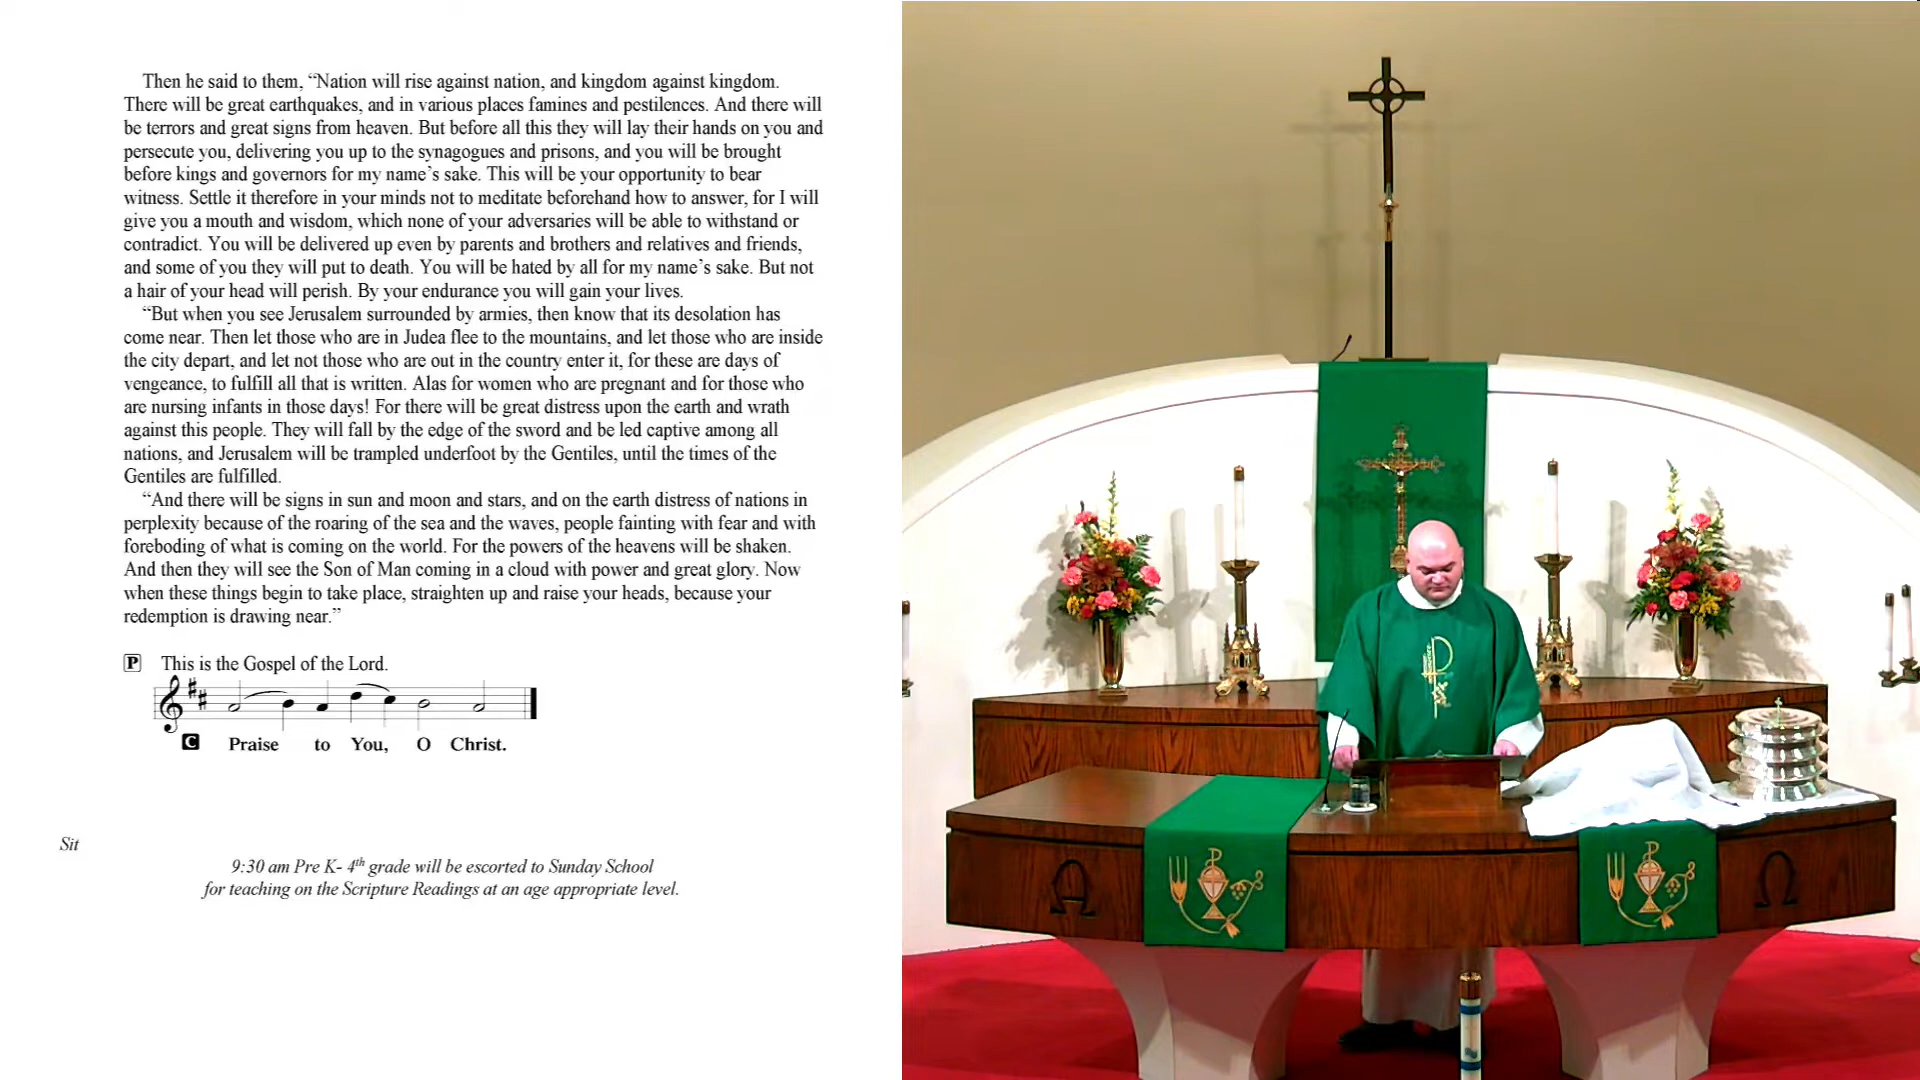 Then he said to them, “Nation will rise against nation, and kingdom against kingdom.
There will be great earthquakes, and in various places famines and pestilences. And there will
be terrors and great signs from heaven. But before all this they will lay their hands on you and
persecute you, delivering you up to the synagogues and prisons, and you will be brought
before kings and governors for my name’s sake. This will be your opportunity to bear
witness. Settle it therefore in your minds not to meditate beforehand how to answer, for I will
give you a mouth and wisdom, which none of your adversaries will be able to withstand or
contradict. You will be delivered up even by parents and brothers and relatives and friends,
and some of you they will put to death. You will be hated by all for my name’s sake. But not
a hair of your head will perish. By your endurance you will gain your lives.
“But when you see Jerusalem surrounded by armies, then know that its desolation has
come near. Then let those who are in Judea flee to the mountains, and let those who are inside
the city depart, and let not those who are out in the country enter it, for these are days of
vengeance, to fulfill all that is written. Alas for women who are pregnant and for those who
are nursing infants in those days! For there will be great distress upon the earth and wrath
against this people. They will fall by the edge of the sword and be led captive among all
nations, and Jerusalem will be trampled underfoot by the Gentiles, until the times of the
Gentiles are fulfilled.
“And there will be signs in sun and moon and stars, and on the earth distress of nations in
perplexity because of the roaring of the sea and the waves, people fainting with fear and with
foreboding of what is coming on the world. For the powers of the heavens will be shaken.
And then they will see the Son of Man coming in a cloud with power and great glory. Now
when these things begin to take place, straighten up and raise your heads, because your
redemption is drawing near.”
P This is the Gospel of the Lord.
C Praise to You, O Christ.
Sit
9:30 am Pre K- 4th grade will be escorted to Sunday School
for teaching on the Scripture Readings at an age appropriate level.
Α Ω